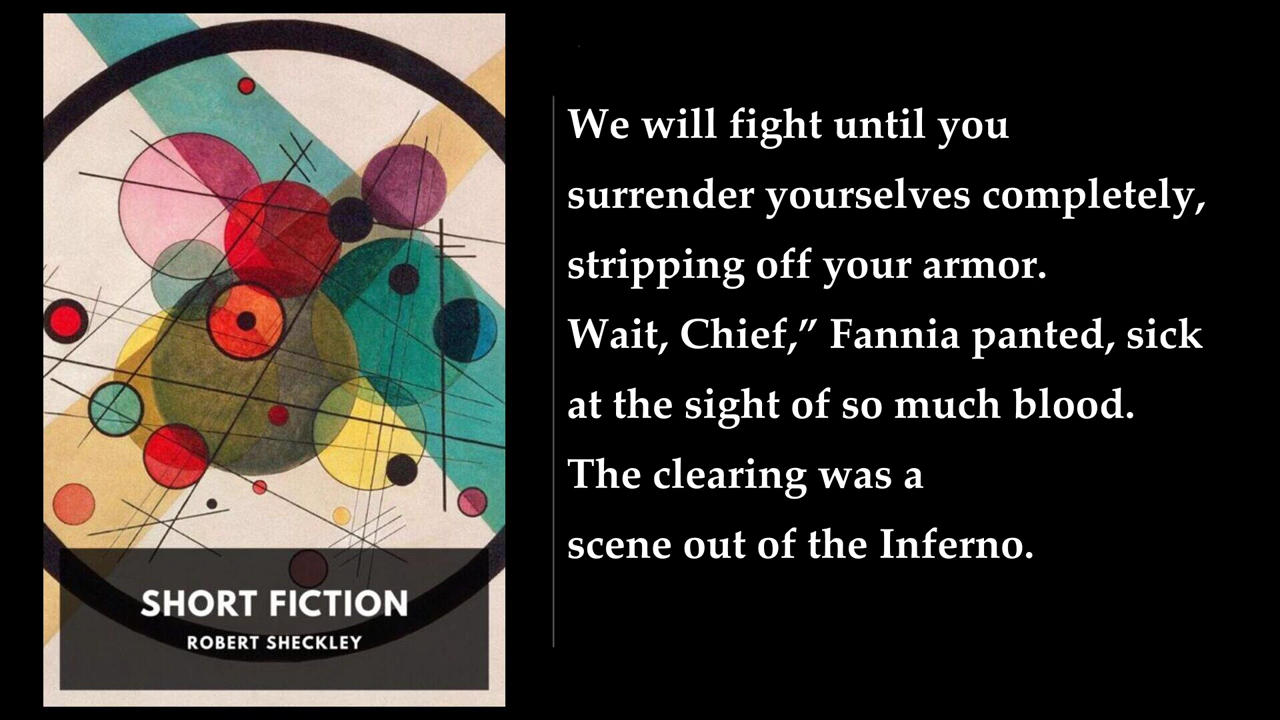 SHORT FICTION
ROBERT SHECKLEY
We will fight until you
surrender yourselves completely,
stripping off your armor.
Wait, Chief,” Fannia panted, sick
at the sight of so much blood.
The clearing was a
scene out of the Inferno.